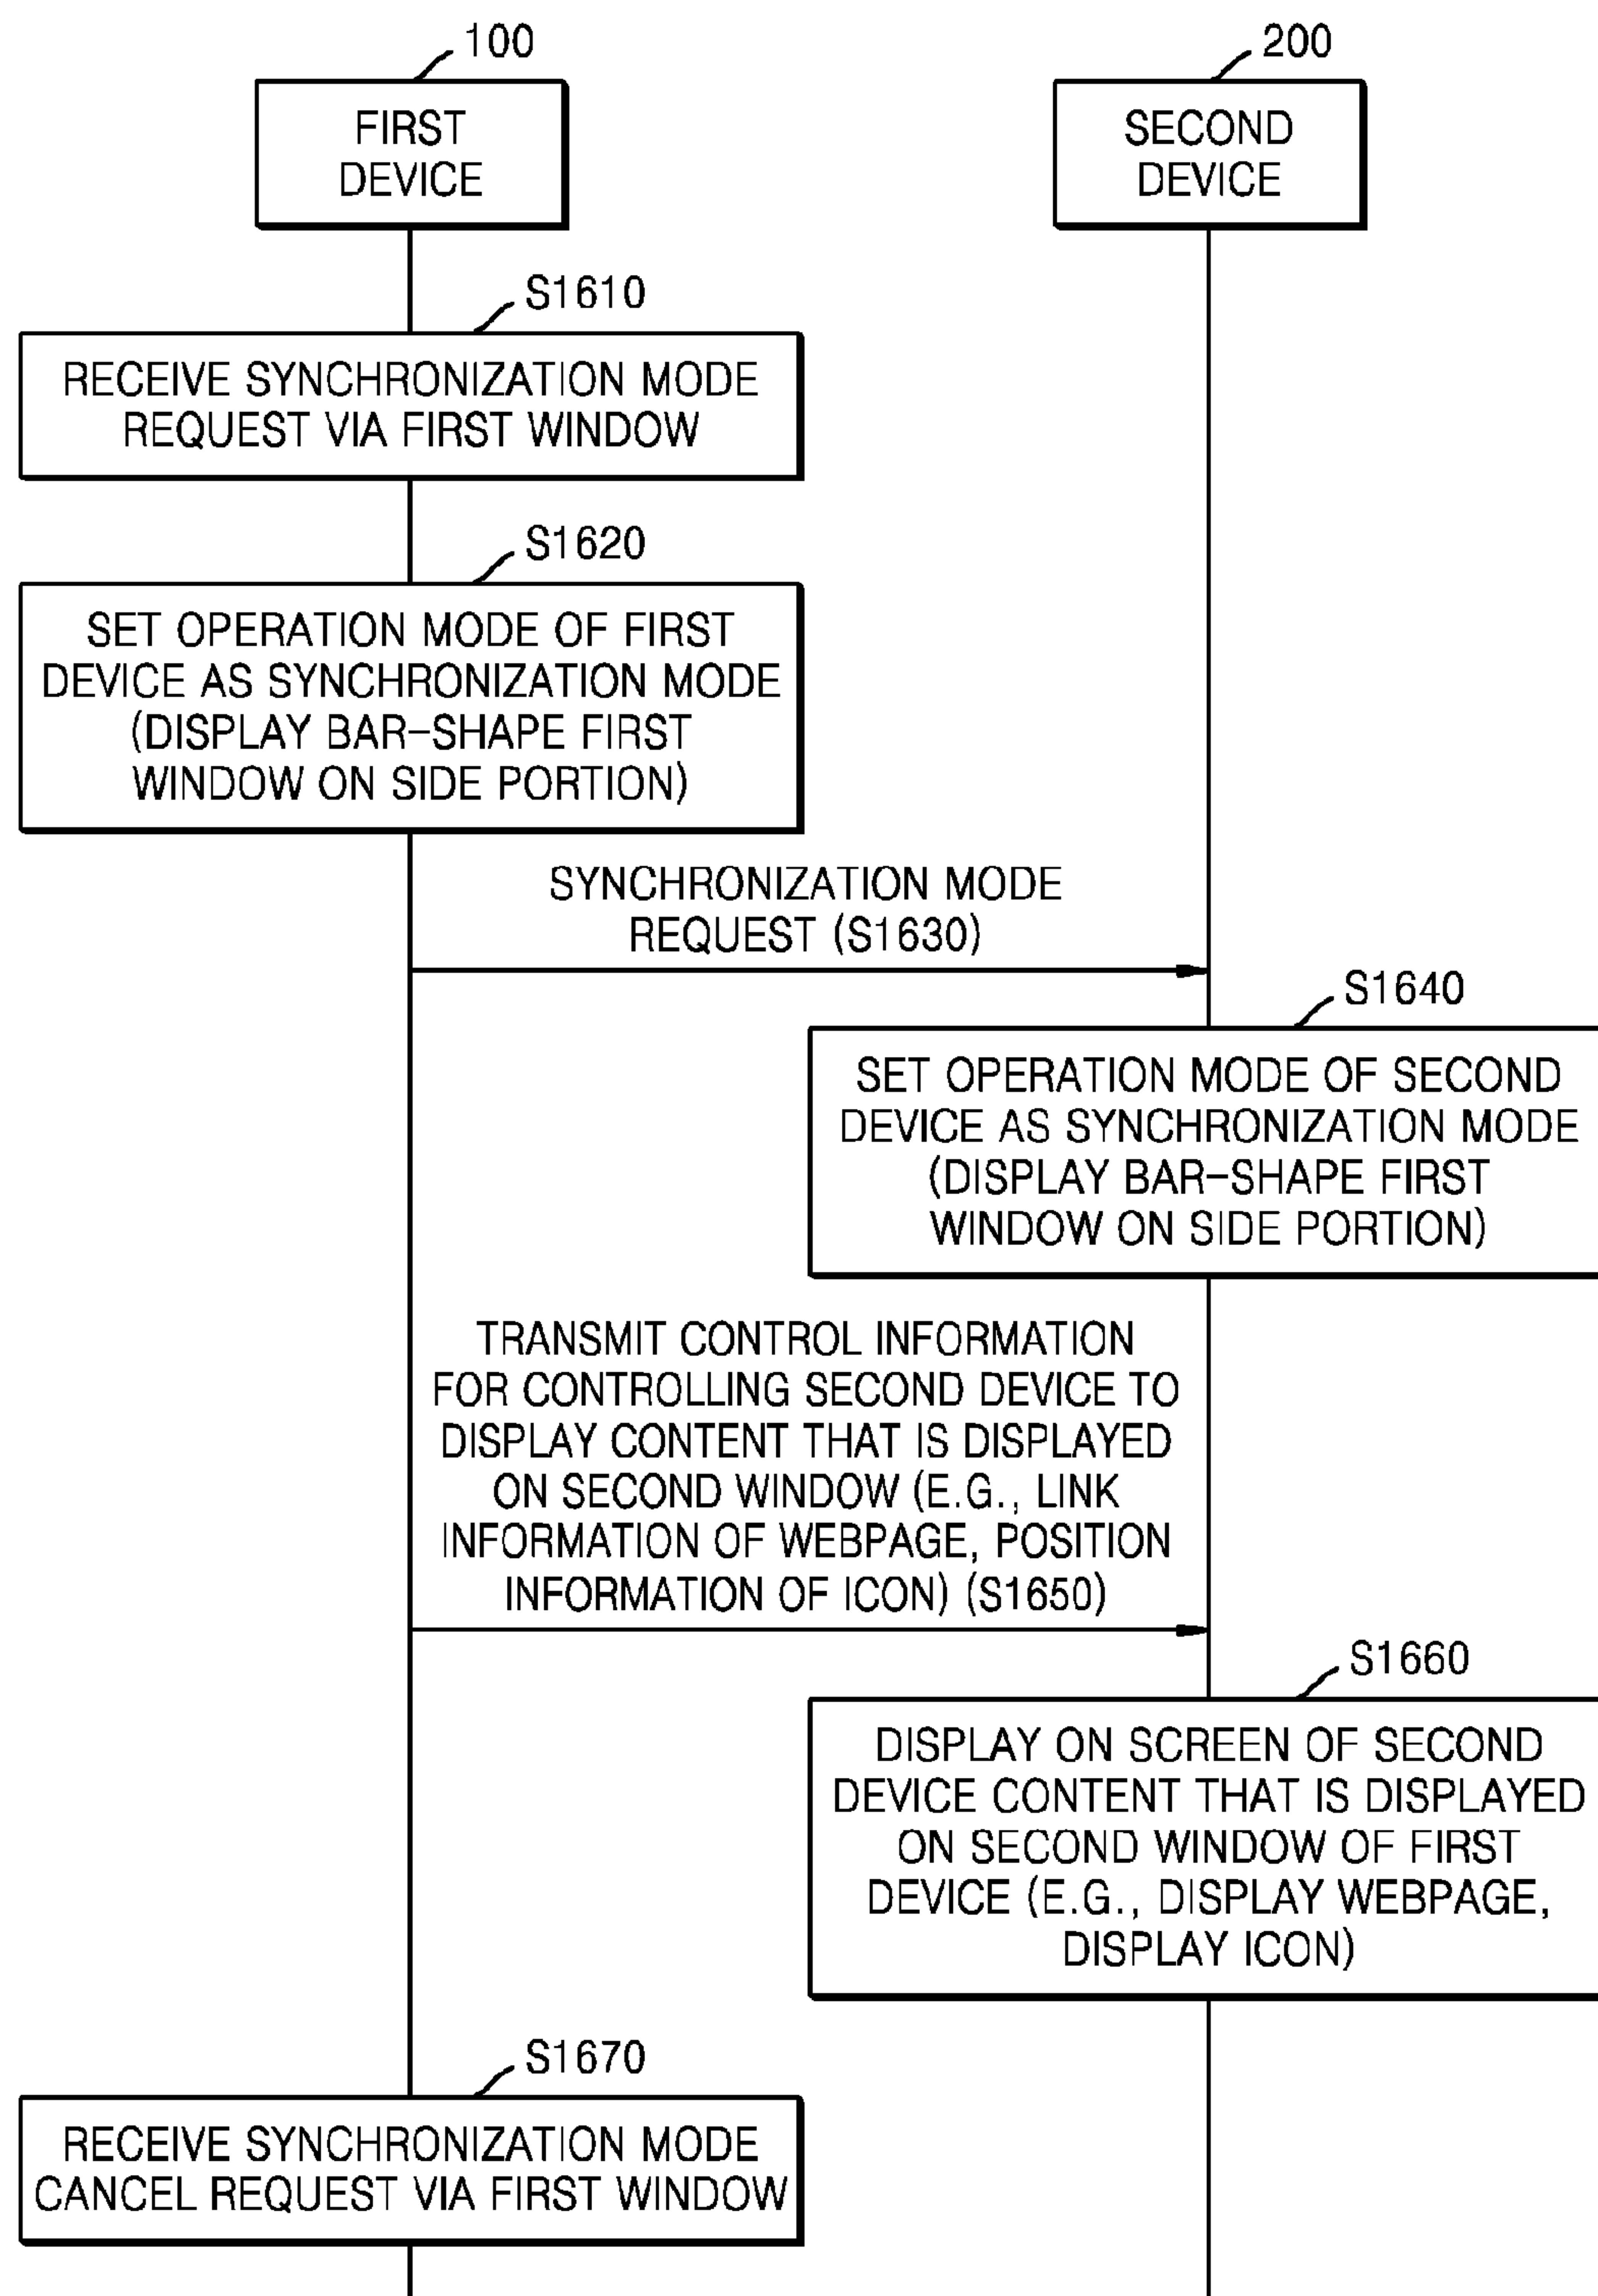 100
200
FIRST
DEVICE
SECOND
DEVICE
S1610
RECEIVE SYNCHRONIZATION MODE
REQUEST VIA FIRST WINDOW
S1620
SET OPERATION MODE OF FIRST
DEVICE AS SYNCHRONIZATION MODE
(DISPLAY BAR-SHAPE FIRST
WINDOW ON SIDE PORTION)
SYNCHRONIZATION MODE
REQUEST (S1630)
S1640
SET OPERATION MODE OF SECOND
DEVICE AS SYNCHRONIZATION MODE
(DISPLAY BAR-SHAPE FIRST
WINDOW ON SIDE PORTION)
TRANSMIT CONTROL INFORMATION
FOR CONTROLLING SECOND DEVICE TO
DISPLAY CONTENT THAT IS DISPLAYED
ON SECOND WINDOW (E.G., LINK
INFORMATION OF WEBPAGE, POSITION
INFORMATION OF ICON) (S1650)
S1660
DISPLAY ON SCREEN OF SECOND
DEVICE CONTENT THAT IS DISPLAYED
ON SECOND WINDOW OF FIRST
DEVICE (E.G., DISPLAY WEBPAGE,
DISPLAY ICON)
S1670
RECEIVE SYNCHRONIZATION MODE
CANCEL REQUEST VIA FIRST WINDOW